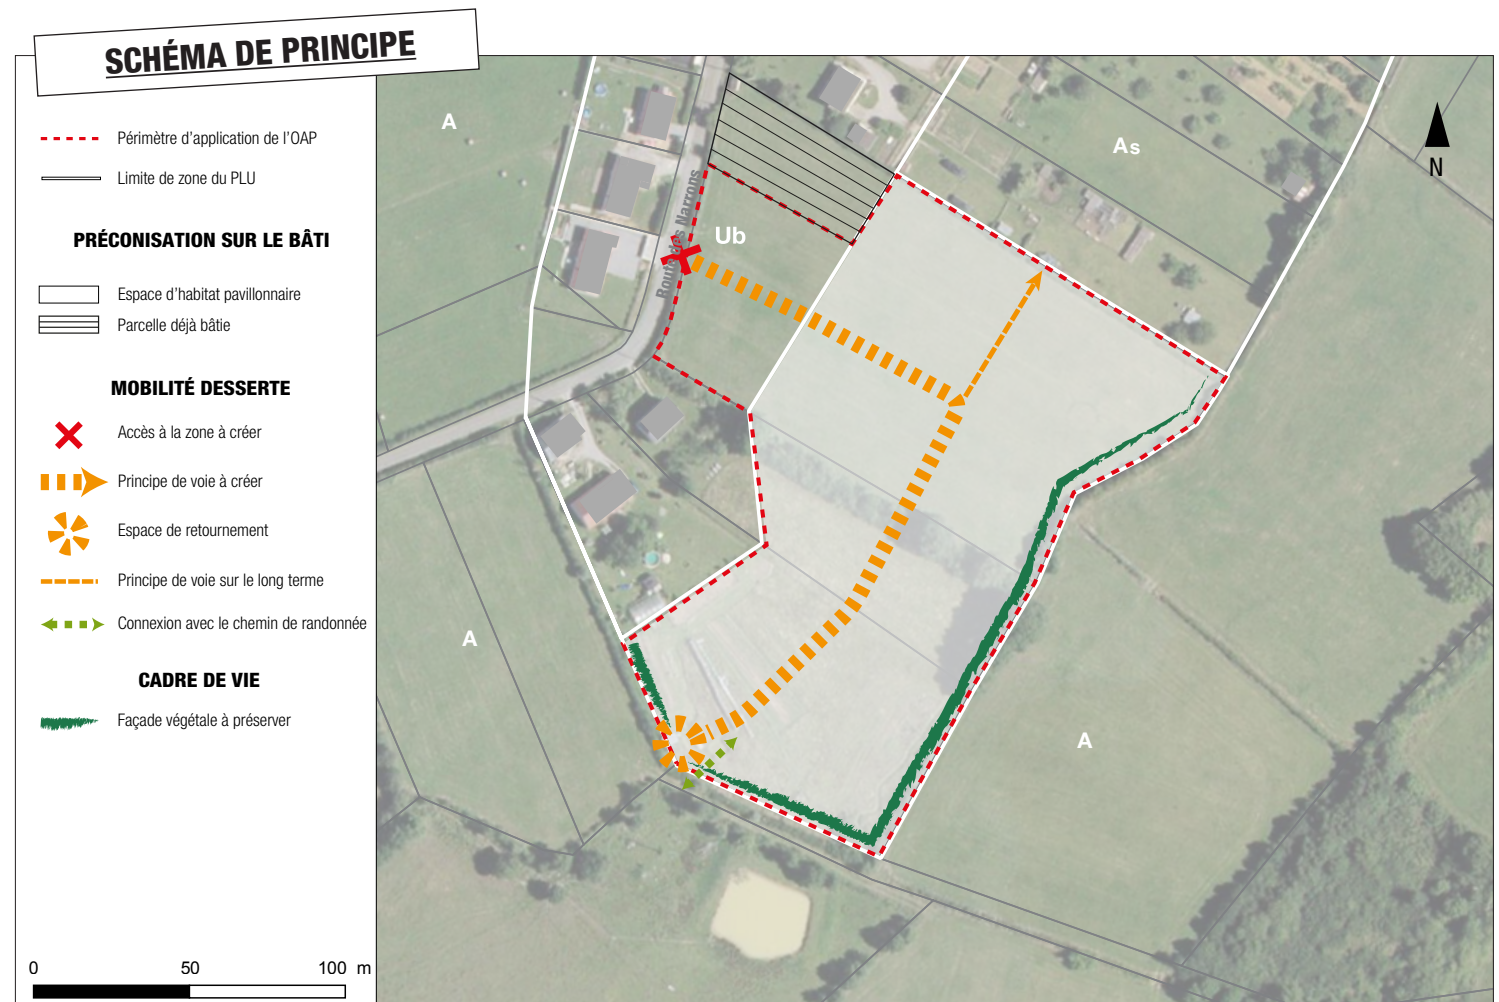 SCHÉMA DE PRINCIPE
Périmètre d'application de l'OAP
Limite de zone du PLU
PRÉCONISATION SUR LE BÂTI
Espace d'habitat pavillonnaire
Parcelle déjà bâtie
MOBILITÉ DESSERTE
Accès à la zone à créer
Principe de voie à créer
Espace de retournement
Principe de voie sur le long terme
Connexion avec le chemin de randonnée
CADRE DE VIE
Façade végétale à préserver
0 50 100 m
A
As
N
Route des Narrons
Ub
A
A